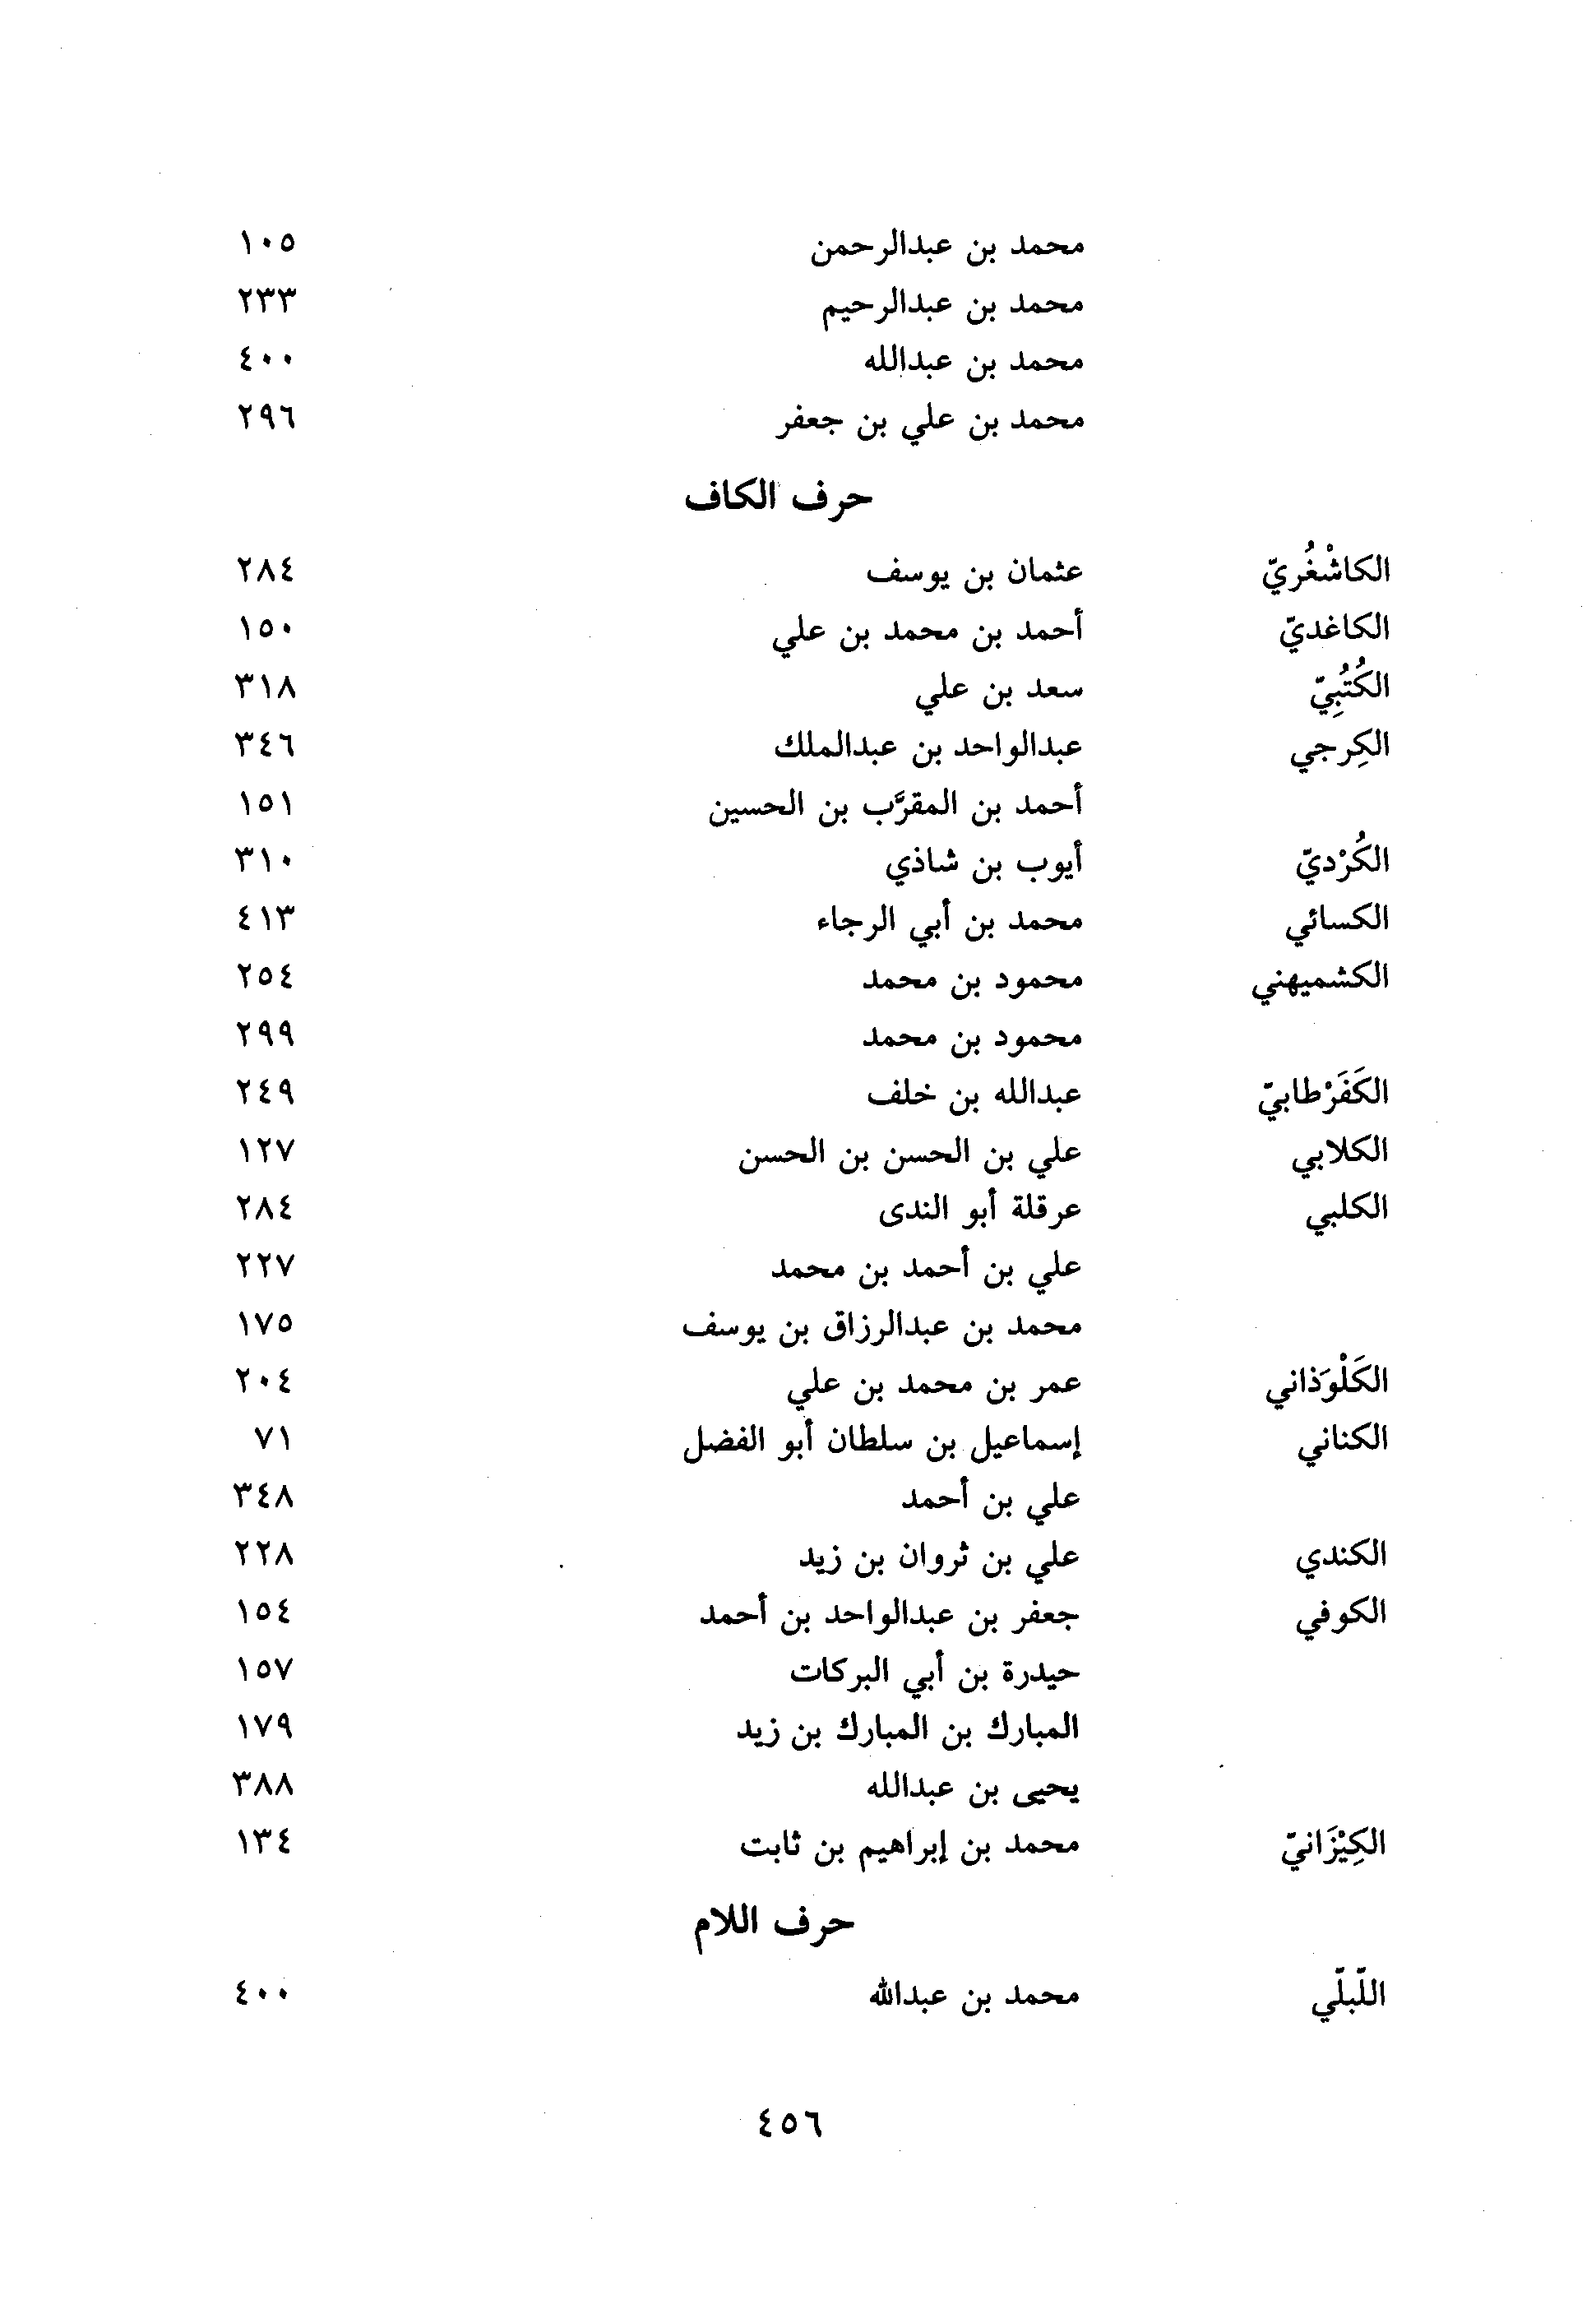 محمد بن عبدالرحمن ١٠٥
محمد بن عبدالرحيم ٢٣٣
محمد بن عبدالله ٤٠٠
محمد بن علي بن جعفر ٢٩٦
حرف الكاف
الكاشْغُريّ عثمان بن يوسف ٢٨٤
الكاغديّ أحمد بن محمد بن علي ١٥٠
الكُتُبِيّ سعد بن علي ٣١٨
الكِرجي عبدالواحد بن عبدالملك ٣٤٦
أحمد بن المقرَّب بن الحسين ١٥١
الكُرْديّ أيوب بن شاذي ٣١٠
الكسائي محمد بن أبي الرجاء ٤١٣
الكشميهني محمود بن محمد ٢٥٤
محمود بن محمد ٢٩٩
الكَفَرْطابيّ عبدالله بن خلف ٢٤٩
الكلابي علي بن الحسن بن الحسن ١٢٧
الكلبي عرقلة أبو الندى ٢٨٤
علي بن أحمد بن محمد ٢٢٧
محمد بن عبدالرزاق بن يوسف ١٧٥
الكَلْوَذاني عمر بن محمد بن علي ٢٠٤
الكناني إسماعيل بن سلطان أبو الفضل ٧١
علي بن أحمد ٣٤٨
الكندي علي بن ثروان بن زيد ٢٢٨
الكوفي جعفر بن عبدالواحد بن أحمد ١٥٤
حيدرة بن أبي البركات ١٥٧
المبارك بن المبارك بن زيد ١٧٩
يحيى بن عبدالله ٣٨٨
الكِيْزَانيّ محمد بن إبراهيم بن ثابت ١٣٤
حرف اللام
اللّبلّي محمد بن عبدالله ٤٠٠
٤٥٦